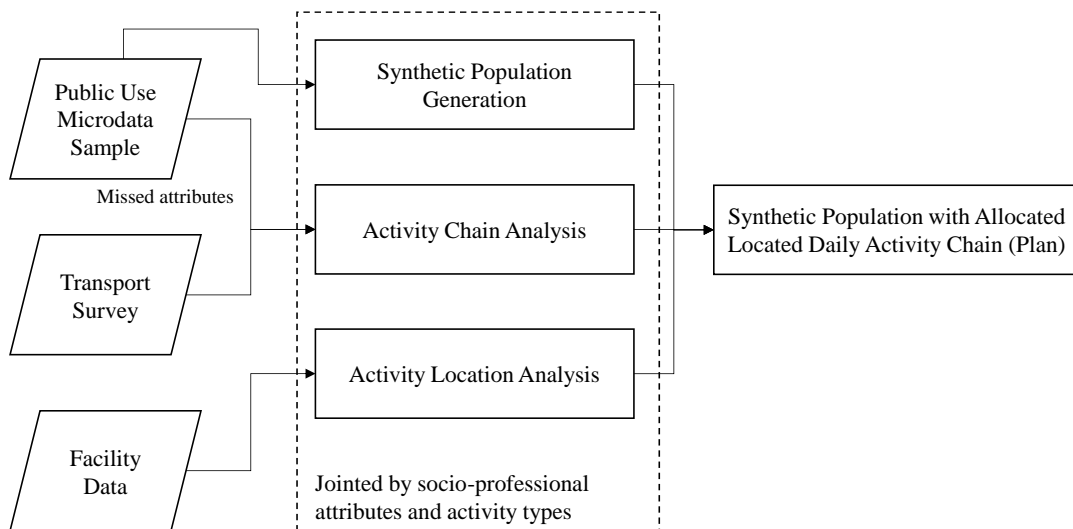 Public Use
Microdata
Sample
Missed attributes
Transport
Survey
Facility
Data
Synthetic Population
Generation
Activity Chain Analysis
Activity Location Analysis
Jointed by socio-professional
attributes and activity types
Synthetic Population with Allocated
Located Daily Activity Chain (Plan)